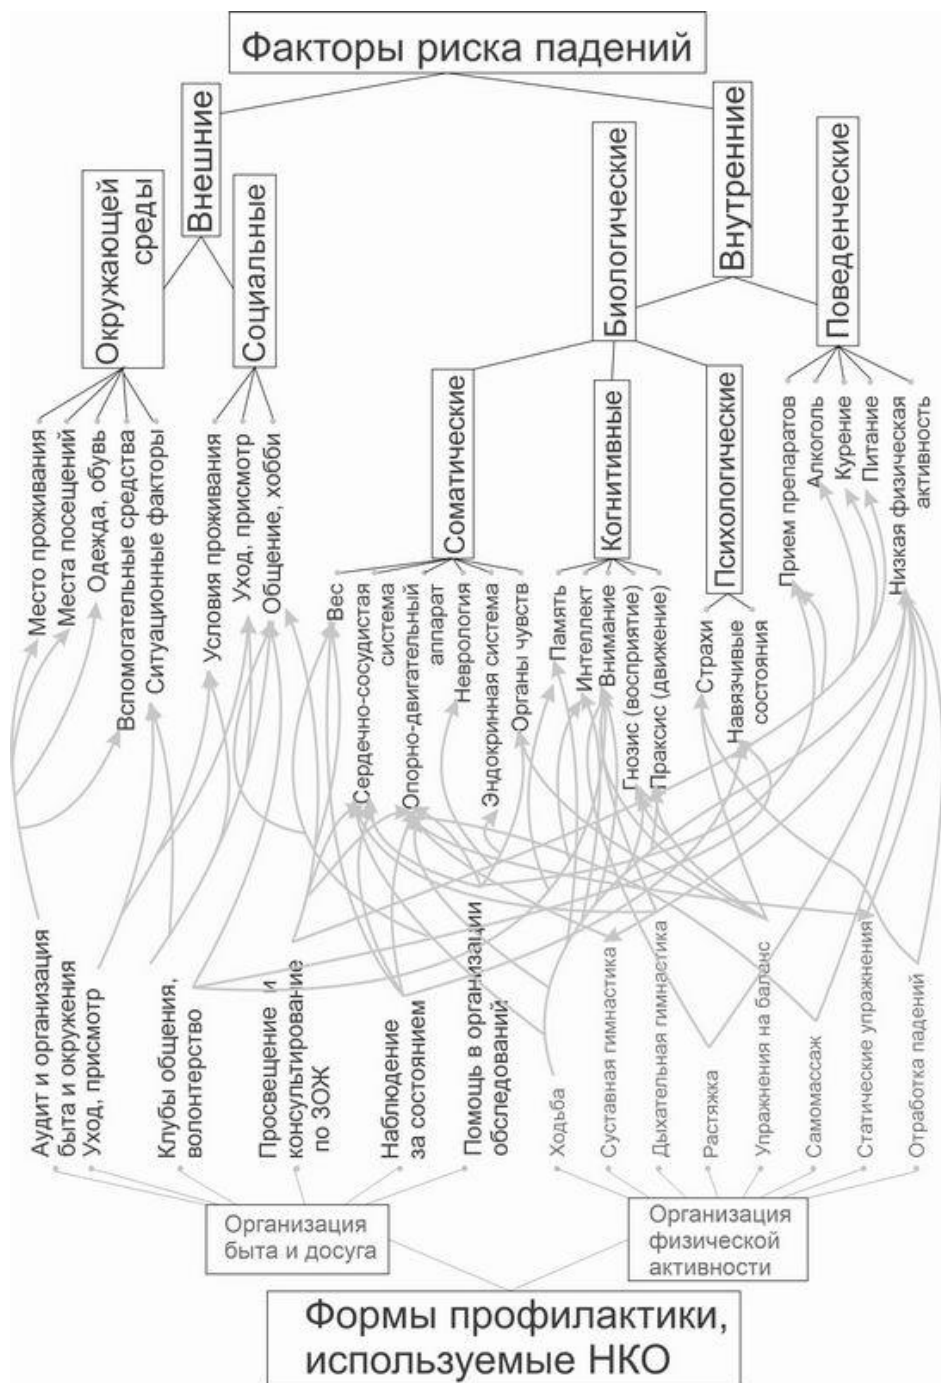 Факторы риска падений
Внешние
Внутренние
Окружающей
среды
Социальные
Биологические
Поведенческие
Соматические
Когнитивные
Психологические
Место проживания
Места посещений
Одежда, обувь
Вспомогательные средства
Ситуационные факторы
Условия проживания
Уход, присмотр
Общение, хобби
Вес
Сердечно-сосудистая
система
Опорно-двигательный
аппарат
Неврология
Эндокринная система
Органы чувств
Память
Интеллект
Внимание
Гнозис (восприятие)
Праксис (движение)
Страхи
Навязчивые
состояния
Прием препаратов
Алкоголь
Курение
Питание
Низкая физическая
активность
Аудит и организация
быта и окружения
Уход, присмотр
Клубы общения,
волонтерство
Просвещение и
консультирование
по ЗОЖ
Наблюдение
за состоянием
Помощь в организации
обследований
Ходьба
Суставная гимнастика
Дыхательная гимнастика
Растяжка
Упражнения на баланс
Самомассаж
Статические упражнения
Отработка падений
Организация
быта и досуга
Организация
физической
активности
Формы профилактики,
используемые НКО